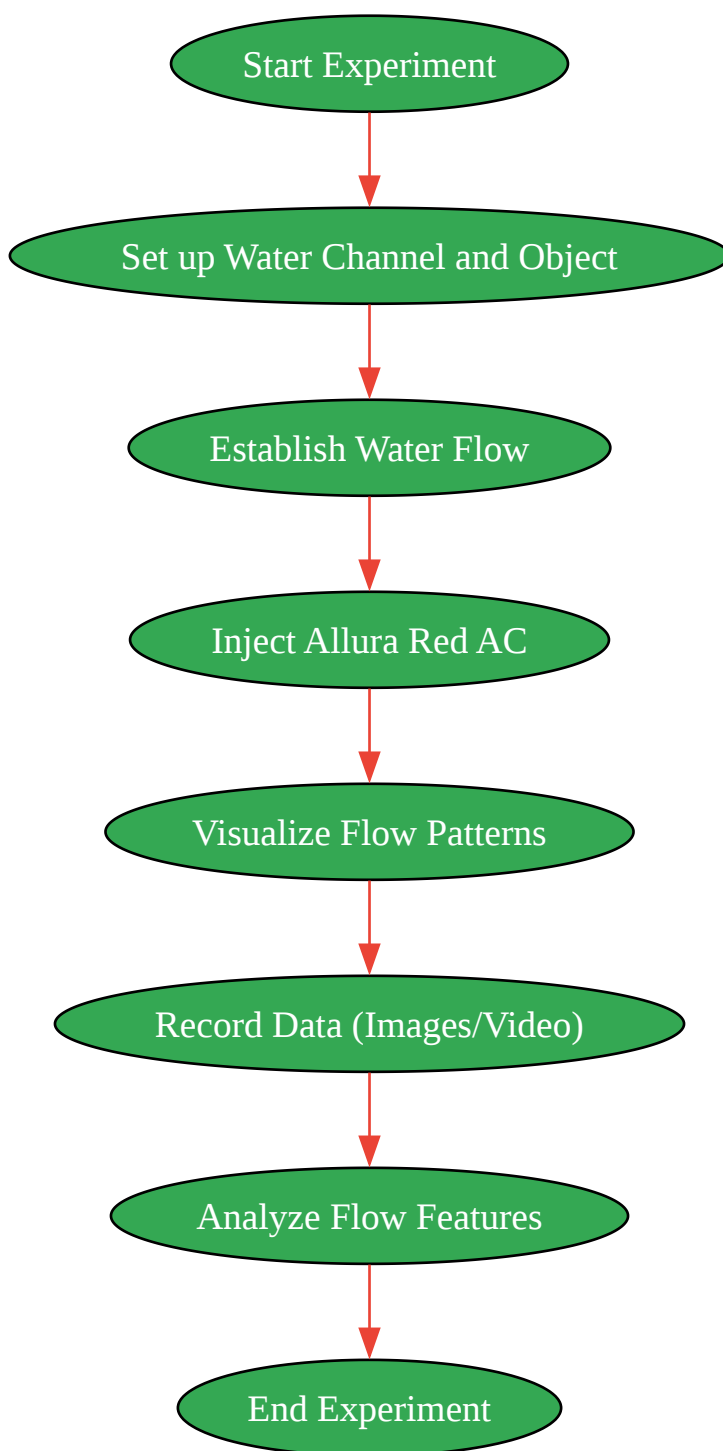 Start Experiment
Set up Water Channel and Object
Establish Water Flow
Inject Allura Red AC
Visualize Flow Patterns
Record Data (Images/Video)
Analyze Flow Features
End Experiment